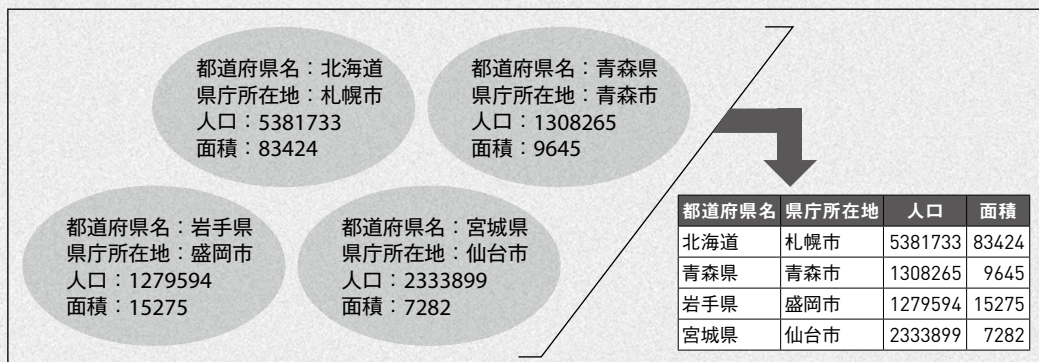 都道府県名：北海道
県庁所在地：札幌市
人口：5381733
面積：83424
都道府県名：青森県
県庁所在地：青森市
人口：1308265
面積：9645
都道府県名：岩手県
県庁所在地：盛岡市
人口：1279594
面積：15275
都道府県名：宮城県
県庁所在地：仙台市
人口：2333899
面積：7282
都道府県名 県庁所在地 人口 面積
北海道 札幌市 5381733 83424
青森県 青森市 1308265 9645
岩手県 盛岡市 1279594 15275
宮城県 仙台市 2333899 7282